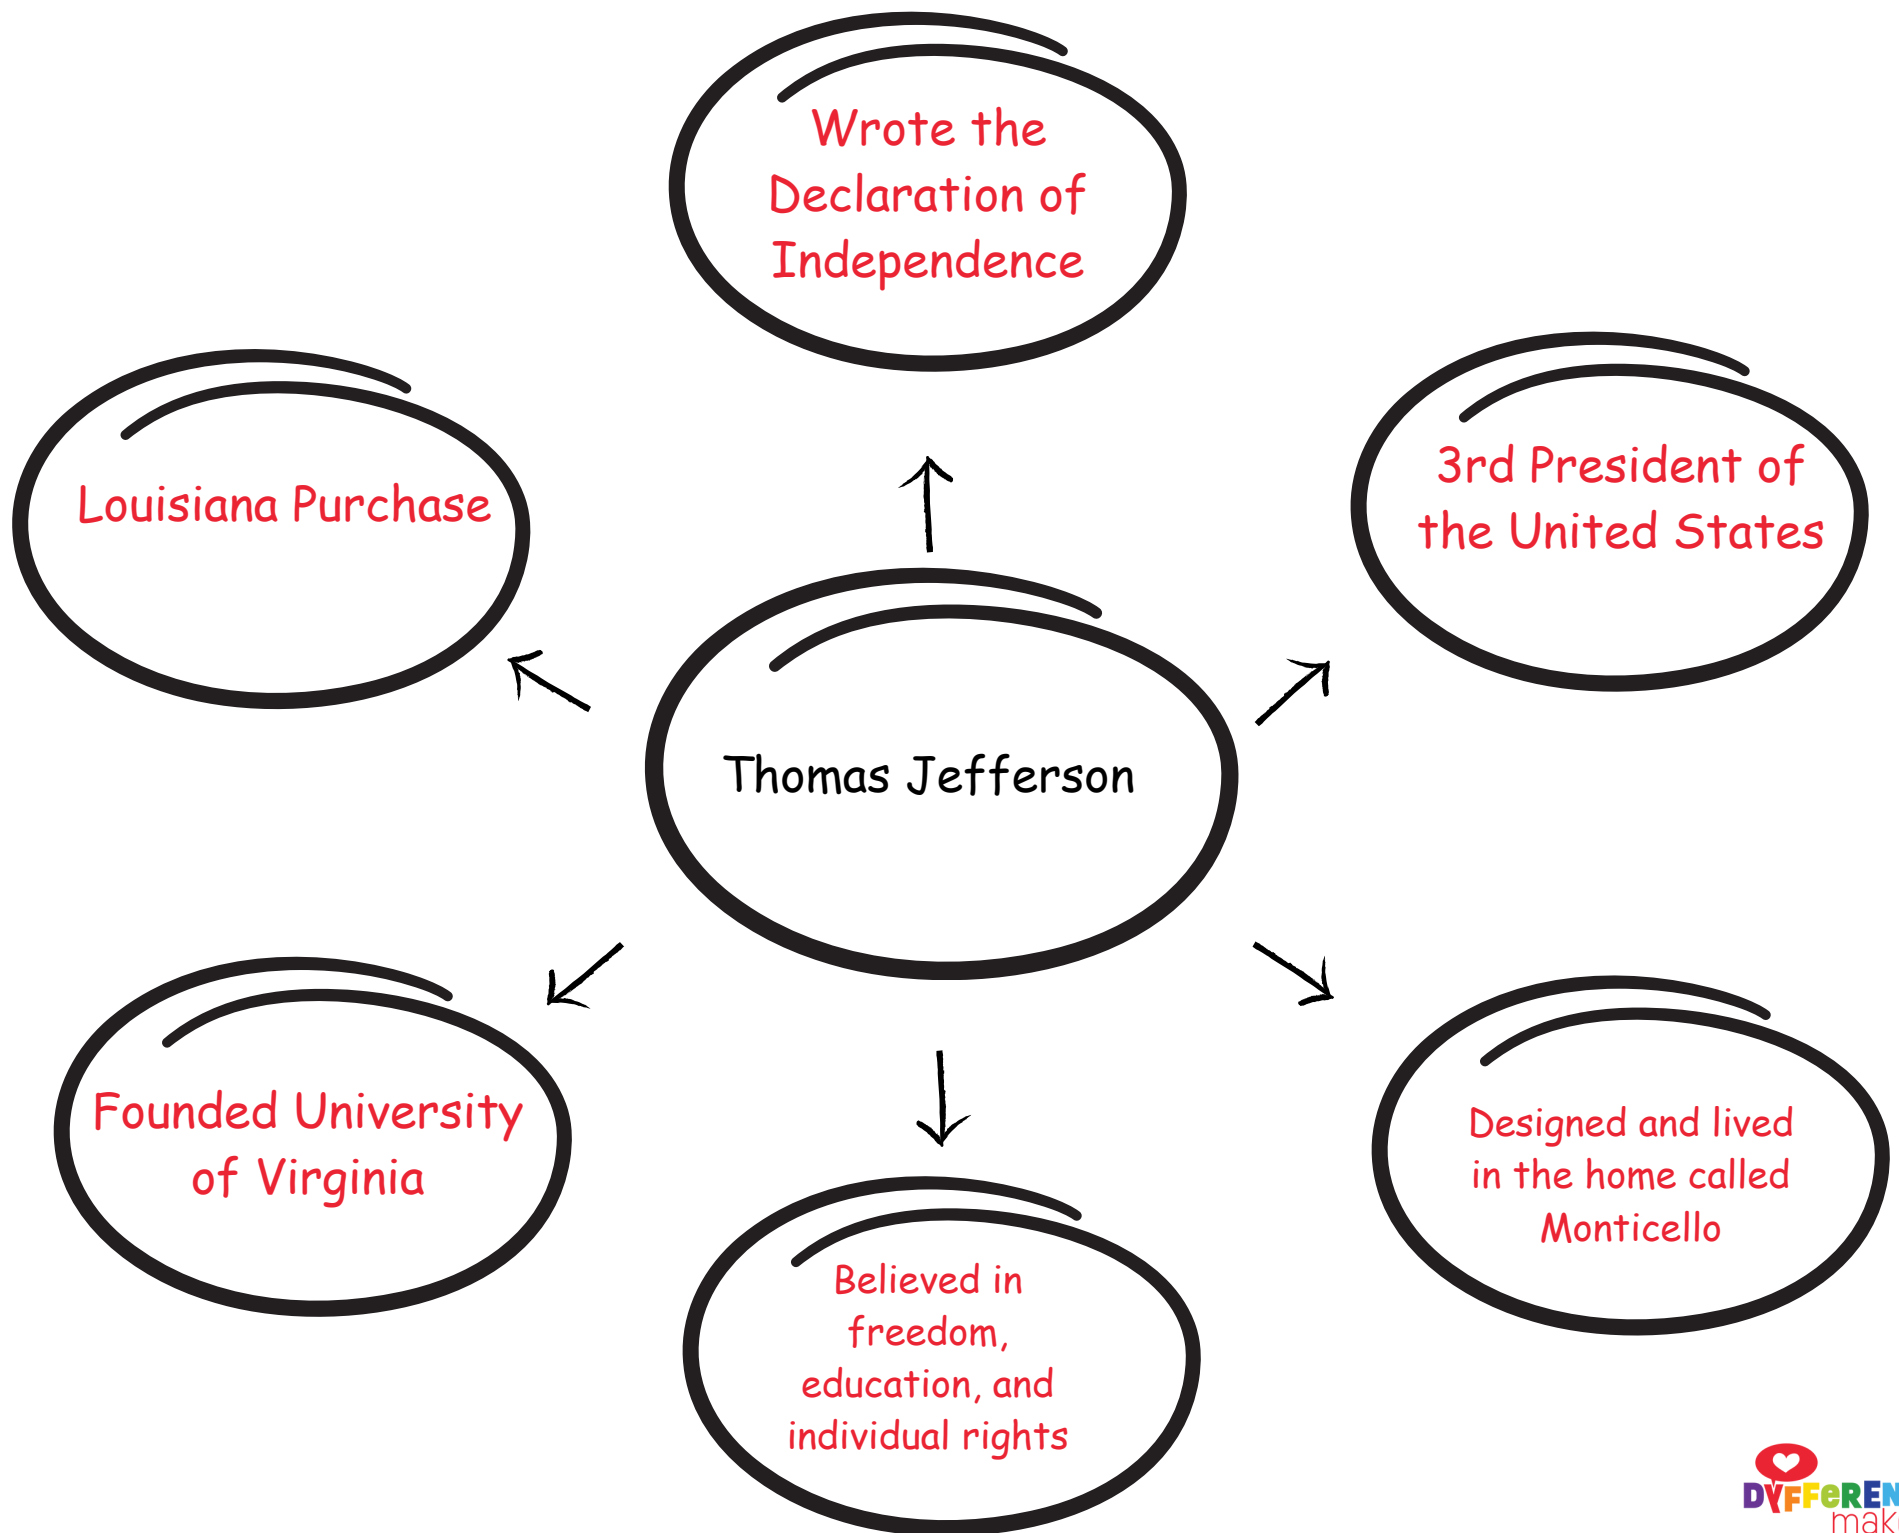 Wrote the
Declaration of
Independence
Louisiana Purchase
3rd President of
the United States
Thomas Jefferson
Founded University
of Virginia
Designed and lived
in the home called
Monticello
Believed in
freedom,
education, and
individual rights